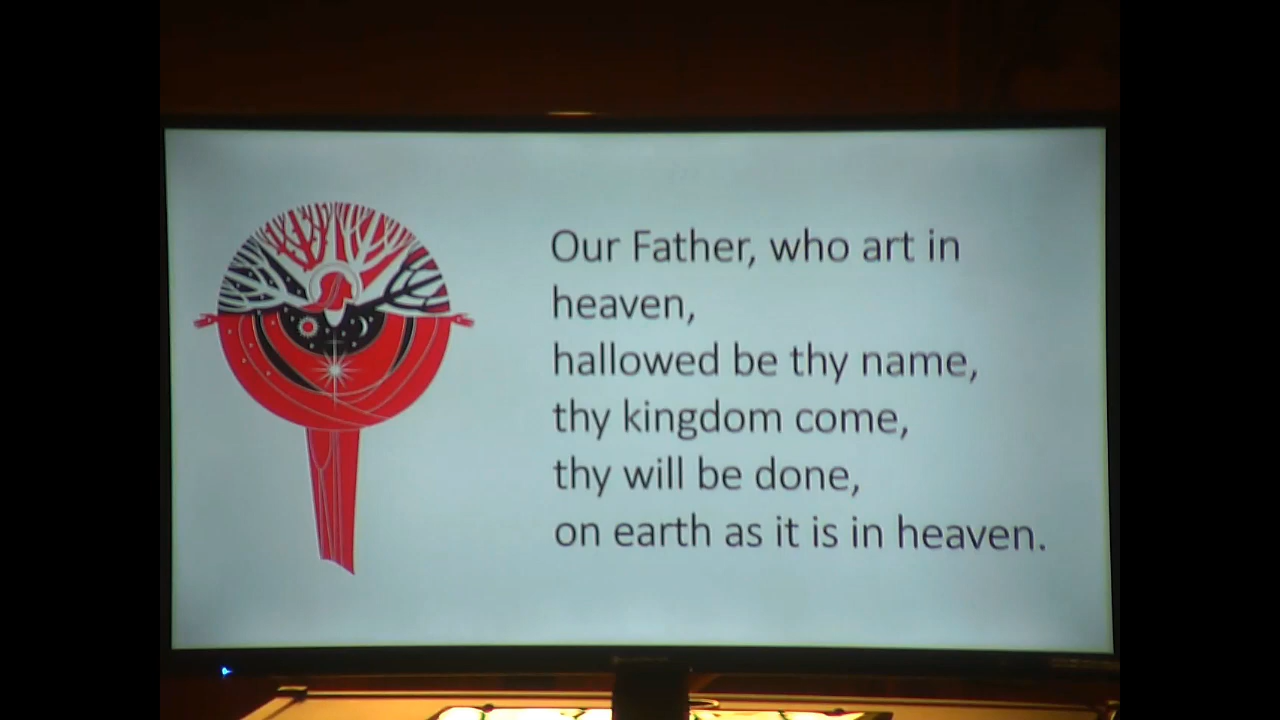 Our Father, who art in
heaven,
hallowed be thy name,
thy kingdom come,
thy will be done,
on earth as it is in heaven.